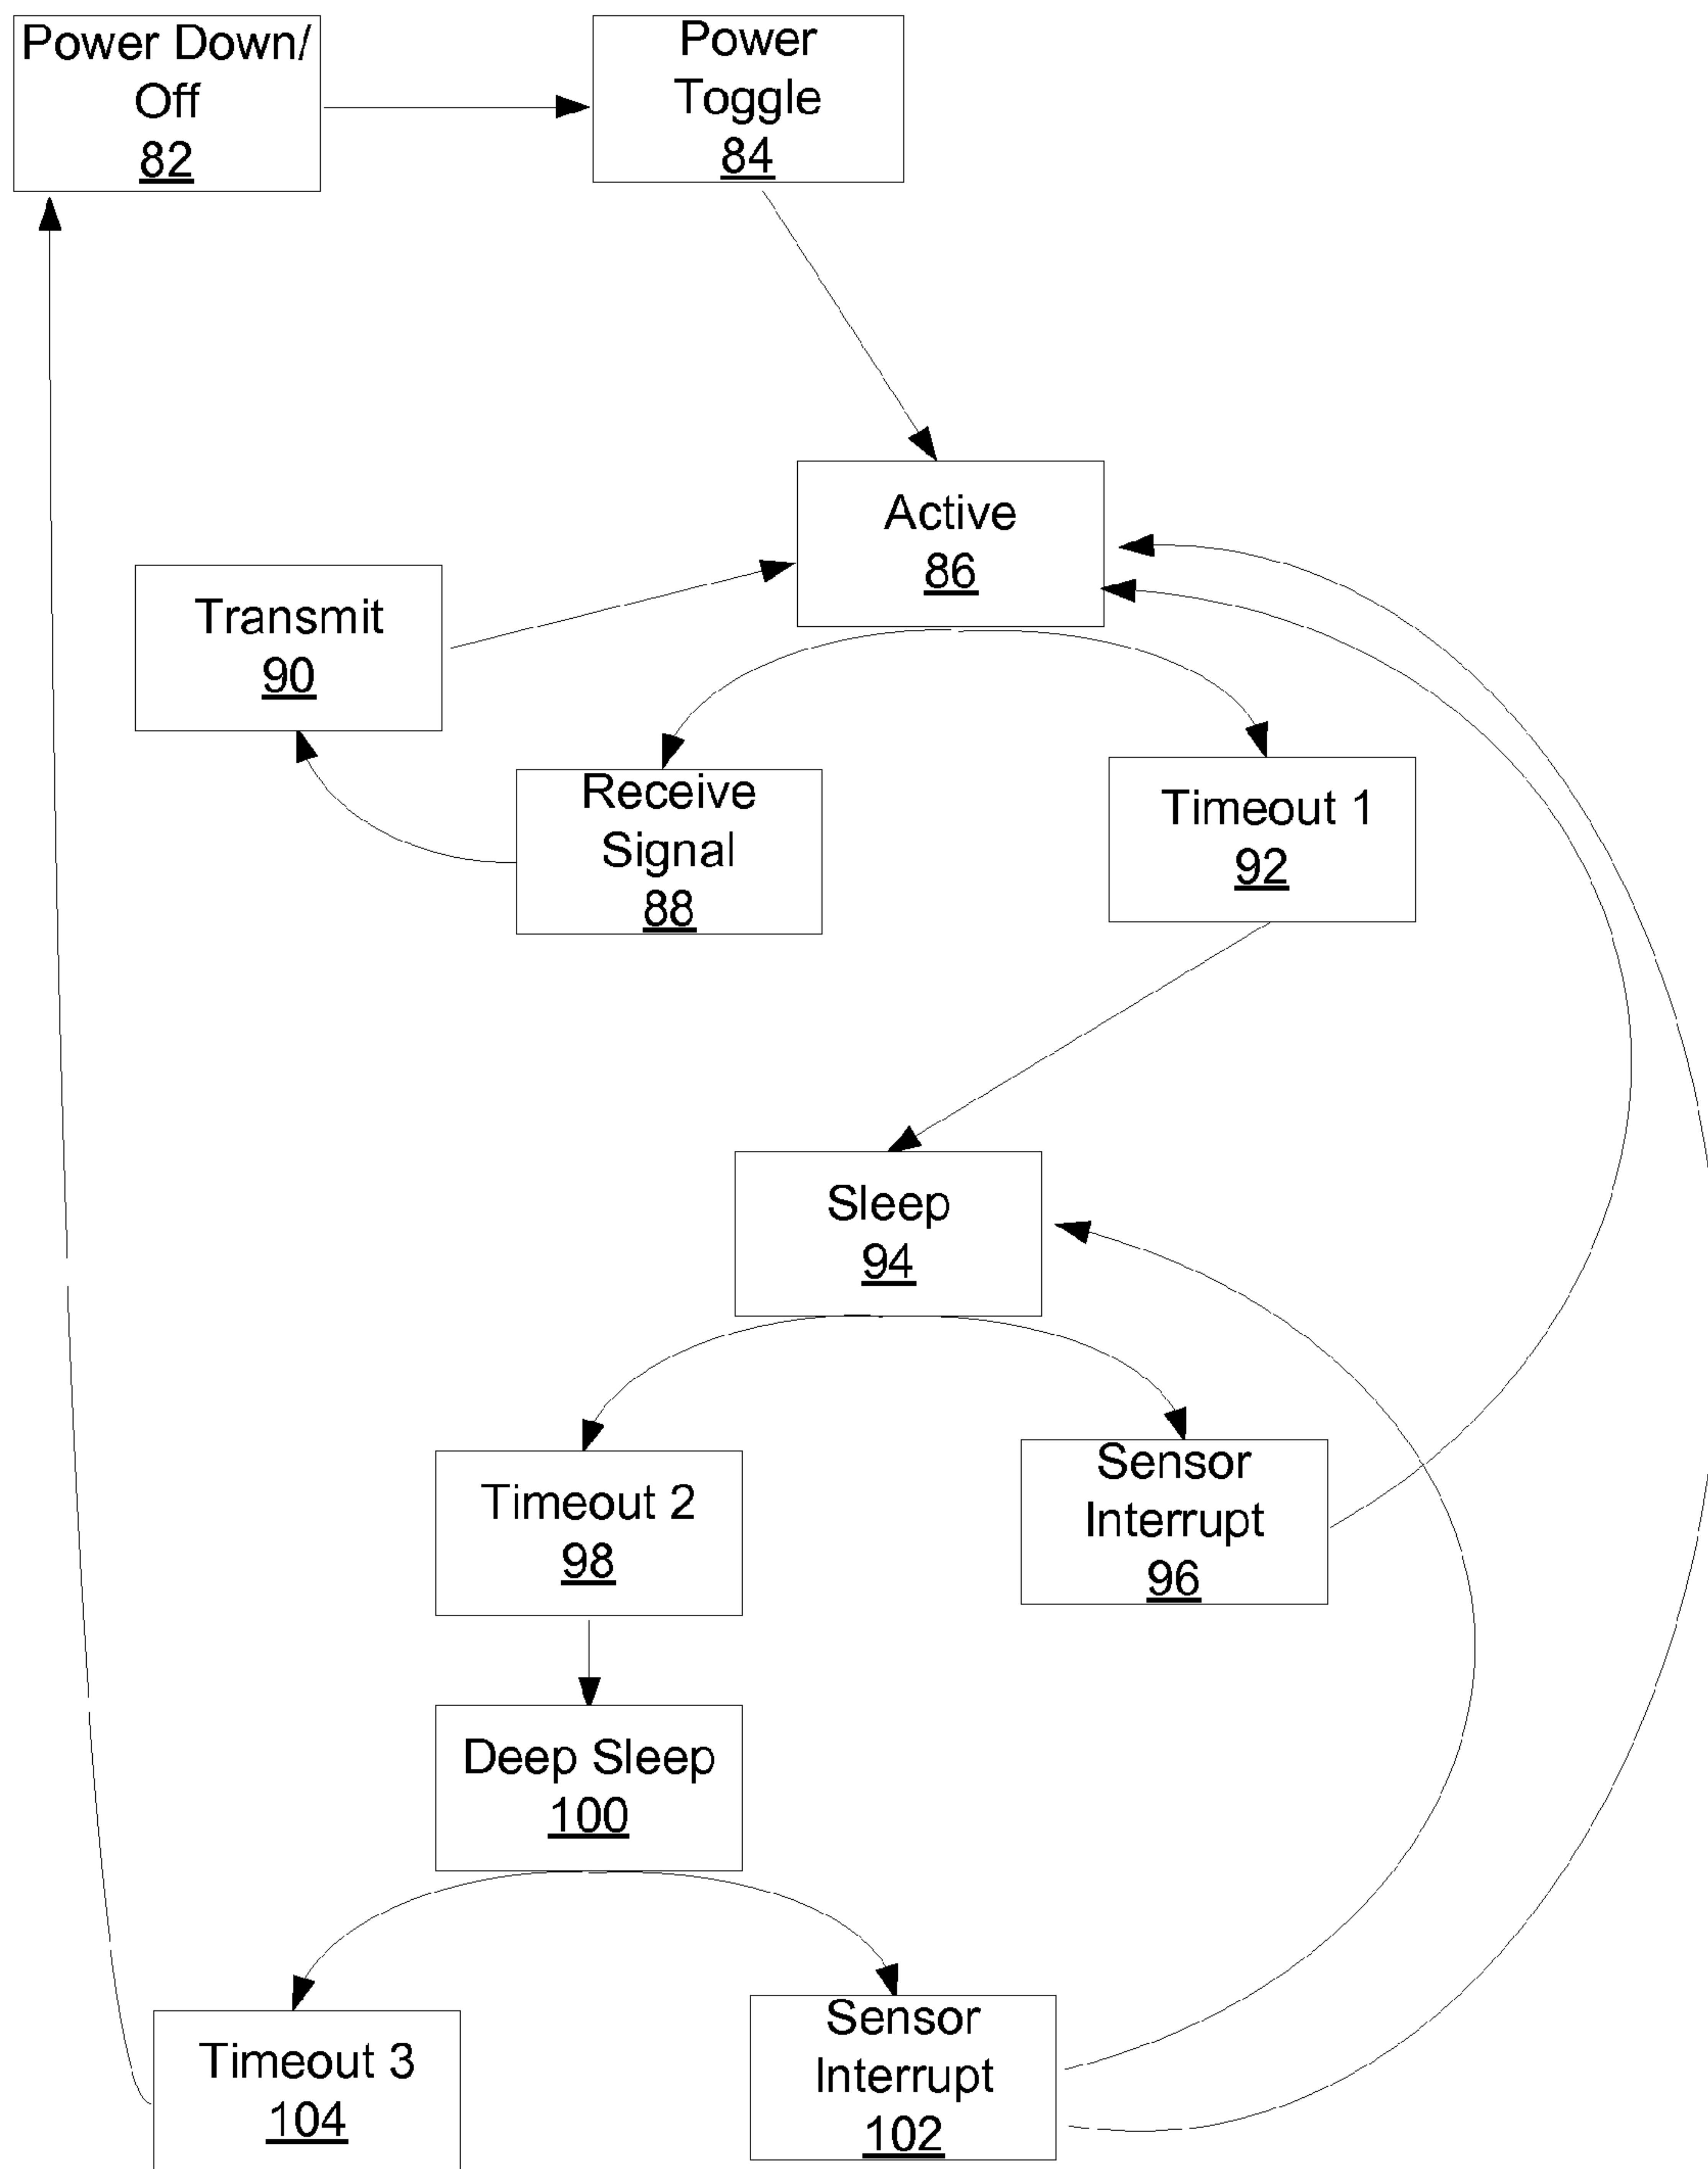 Power Down/
Off
82
Power
Toggle
84
Active
86
Transmit
90
Receive
Signal
88
Timeout 1
92
Sleep
94
Timeout 2
98
Sensor
Interrupt
96
Deep Sleep
100
Timeout 3
104
Sensor
Interrupt
102